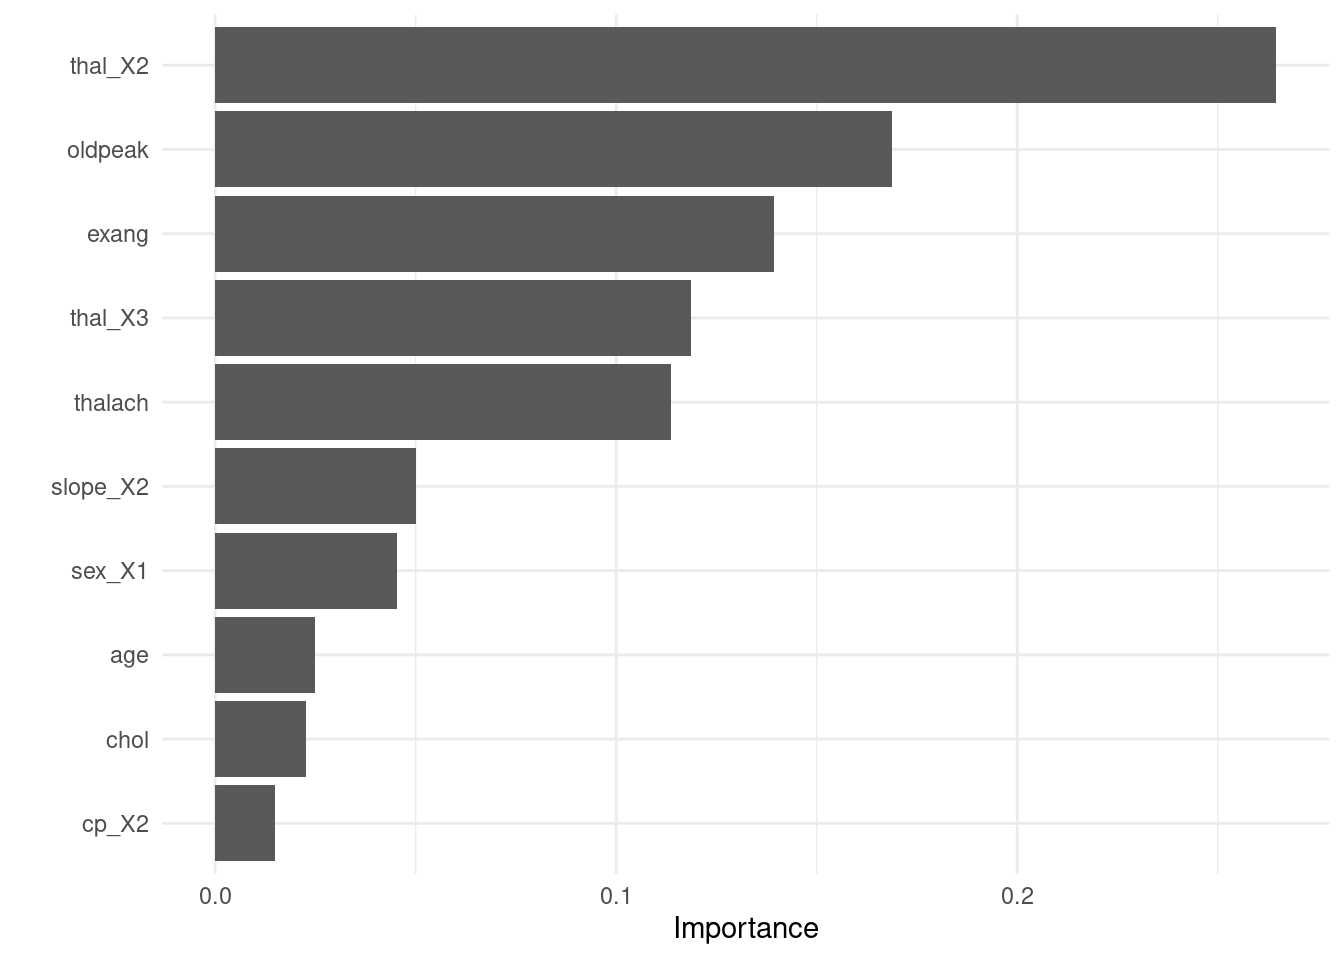 thal_X2
oldpeak
exang
thal_X3
thalach
slope_X2
sex_X1
age
chol
cp_X2
0.0 0.1 0.2
Importance